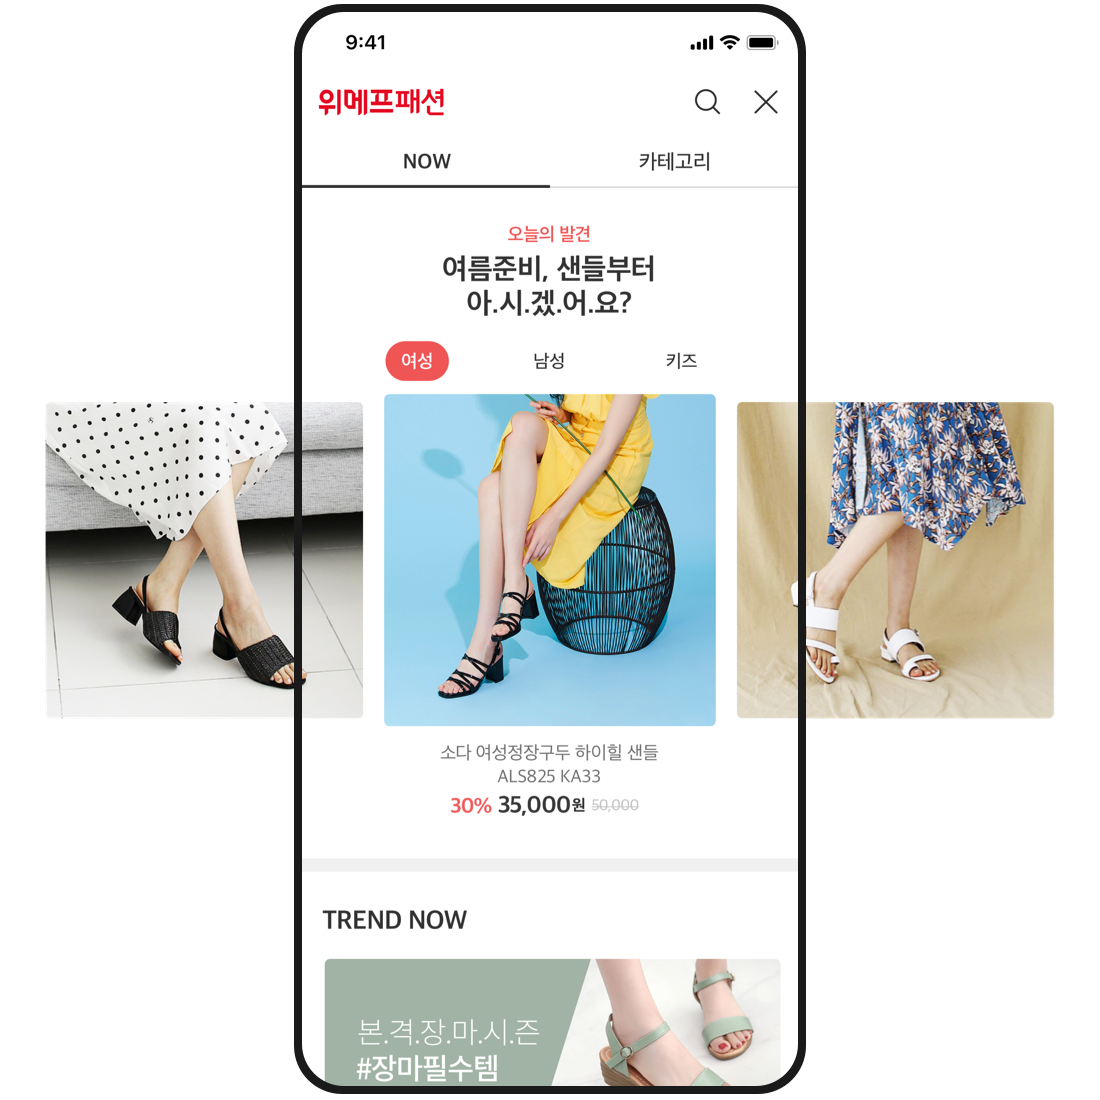 9:41
위메프패션
NOW
카테고리
오늘의 발견
여름준비, 샌들부터
아.시.겠.어.요?
여성
남성
키즈
소다 여성정장구두 하이힐 샌들
ALS825 KA33
30% 35,000원 50,000
TREND NOW
본.격.장.마.시.즌
#장마필수템